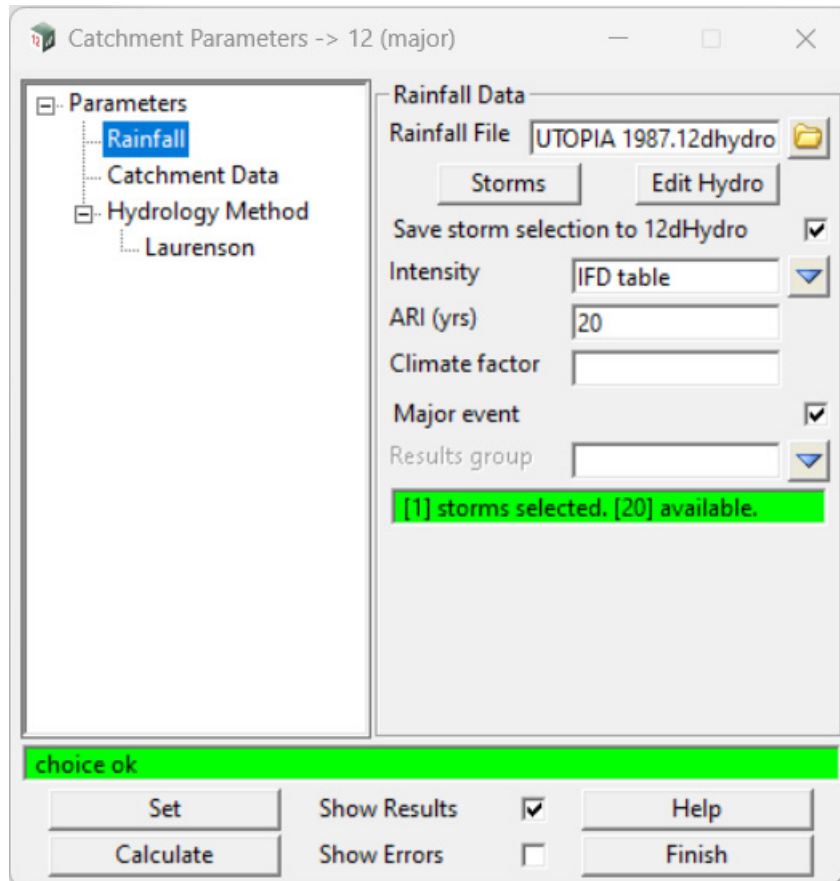 Catchment Parameters -> 12 (major)
Parameters
Rainfall
Catchment Data
Hydrology Method
Laurenson
Rainfall Data
Rainfall File UTOPIA 1987.12dhydro
Storms Edit Hydro
Save storm selection to 12dHydro
Intensity IFD table
ARI (yrs) 20
Climate factor
Major event
Results group
[1] storms selected. [20] available.
choice ok
Set Show Results Help
Calculate Show Errors Finish